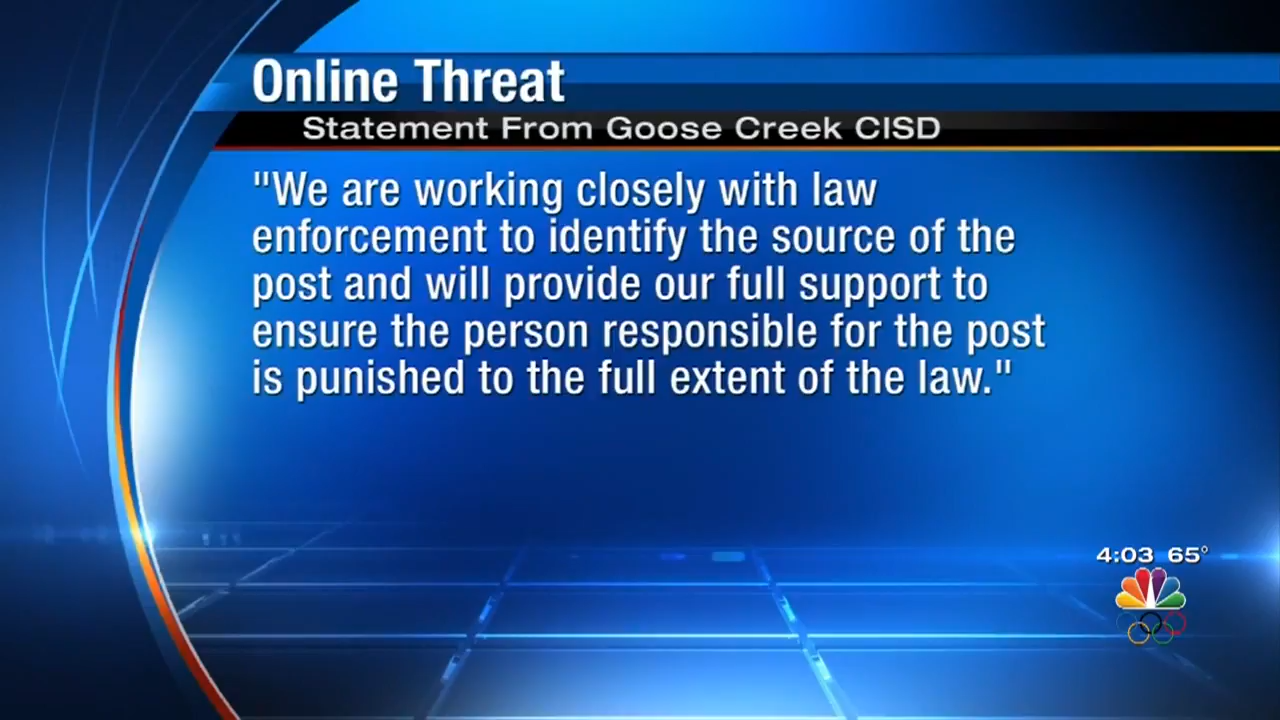 Online Threat
Statement From Goose Creek CISD
"We are working closely with law
enforcement to identify the source of the
post and will provide our full support to
ensure the person responsible for the post
is punished to the full extent of the law."
4:03 65°